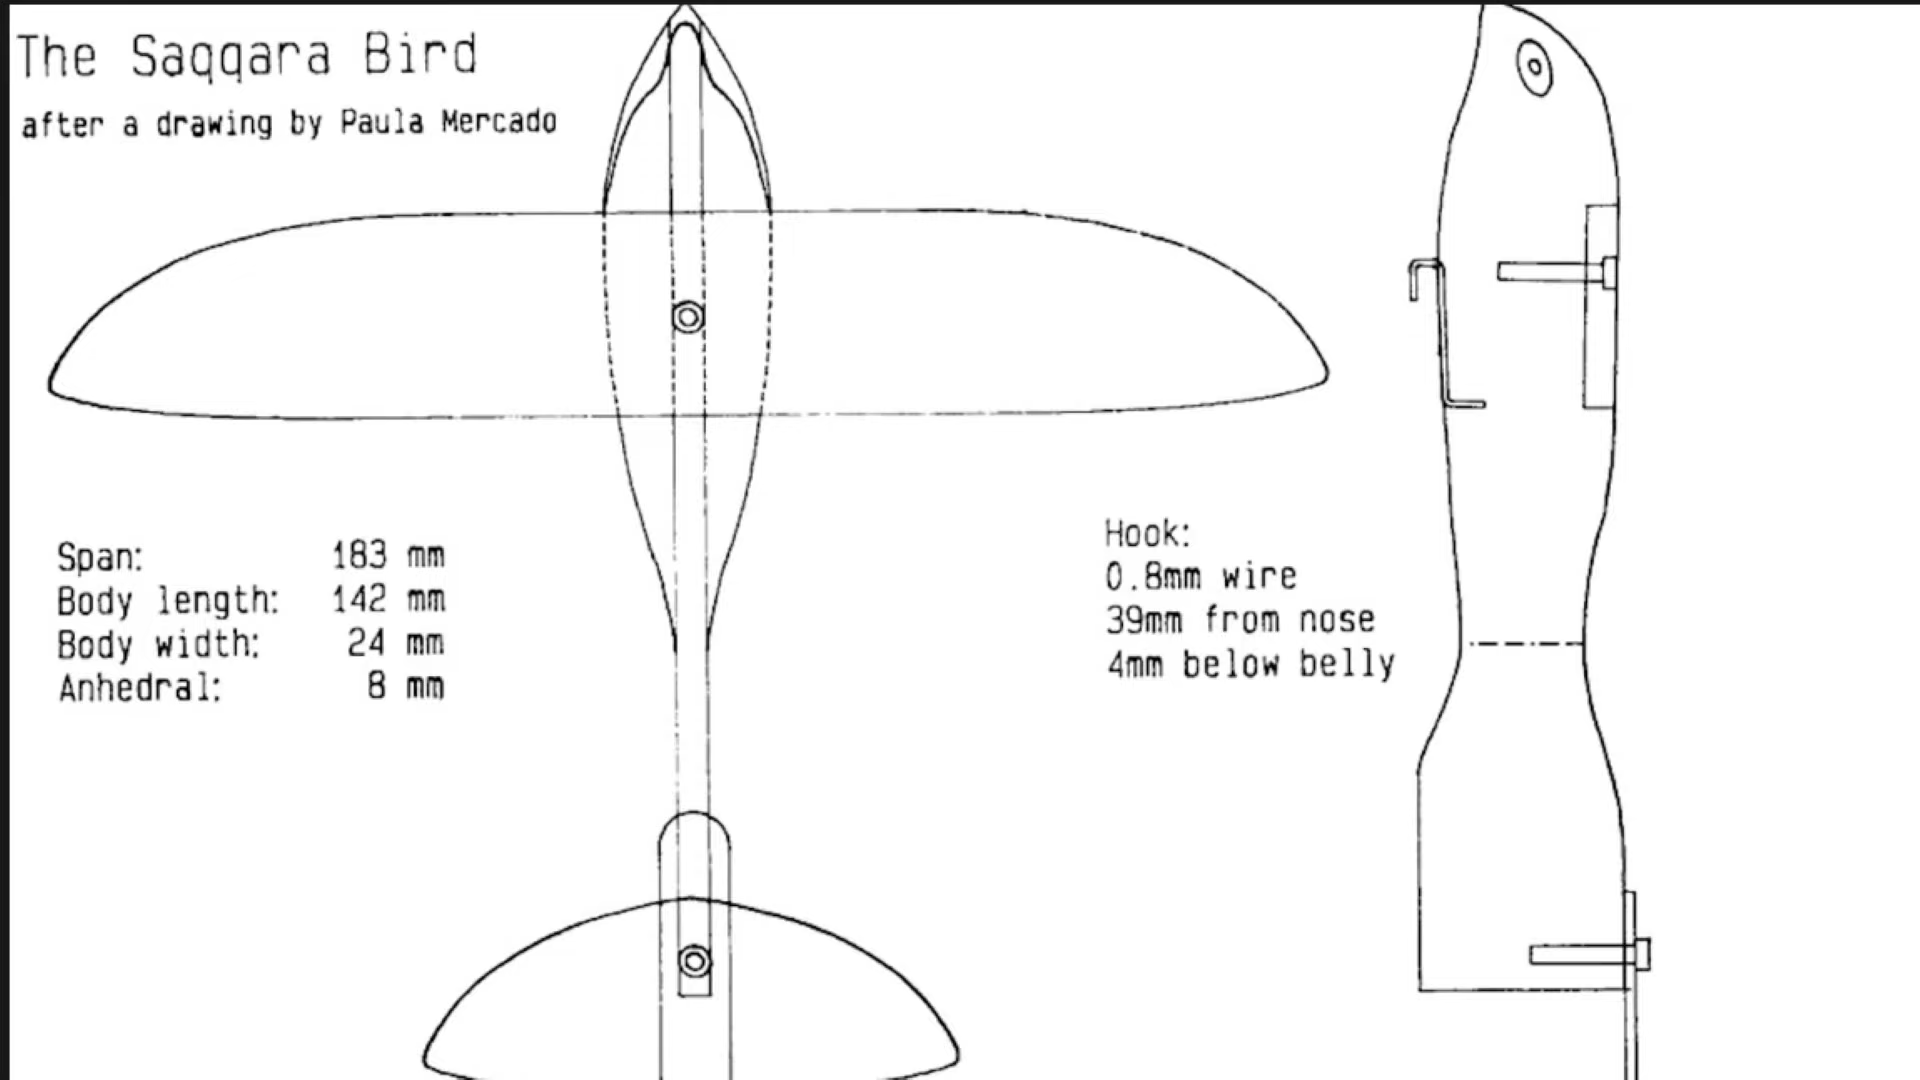 The Saqqara Bird
after a drawing by Paula Mercado
Span: 183 mm
Body length: 142 mm
Body width: 24 mm
Anhedral: 8 mm
Hook:
0.8mm wire
39mm from nose
4mm below belly